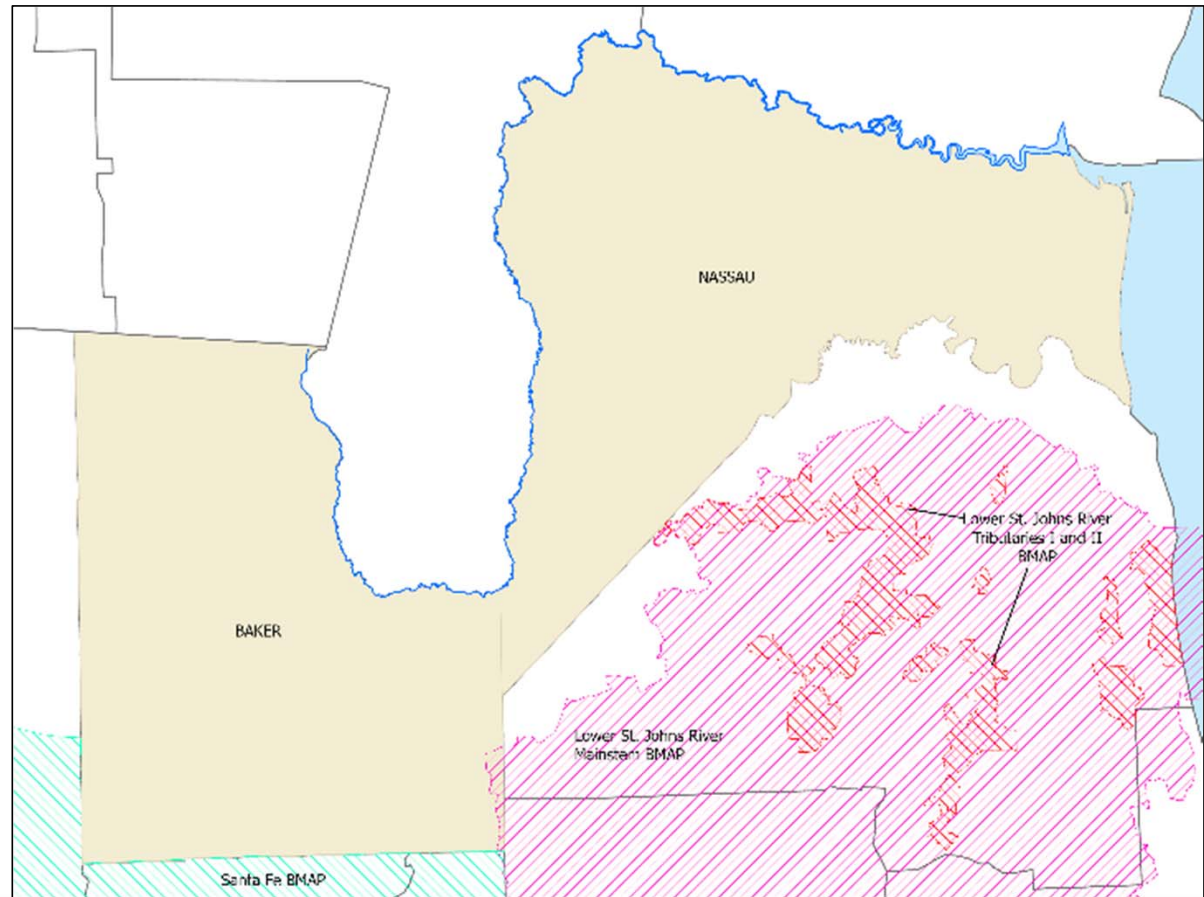 NASSAU
Lower St. Johns River
Tributaries I and II
BMAP
BAKER
Lower St. Johns River
Mainstem BMAP
Santa Fe BMAP